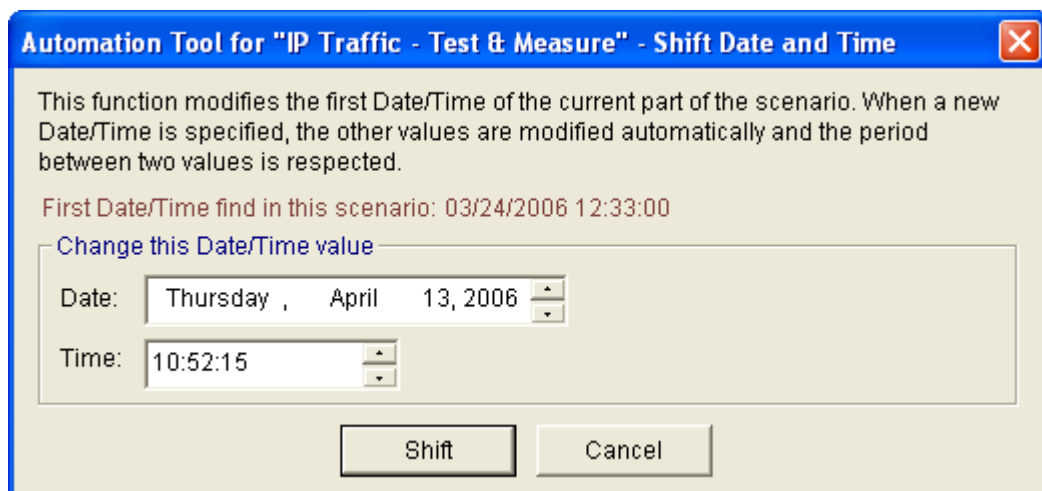 Automation Tool for "IP Traffic - Test & Measure" - Shift Date and Time
This function modifies the first Date/Time of the current part of the scenario. When a new
Date/Time is specified, the other values are modified automatically and the period
between two values is respected.
First Date/Time find in this scenario: 03/24/2006 12:33:00
Change this Date/Time value
Date: Thursday , April 13, 2006
Time: 10:52:15
Shift Cancel